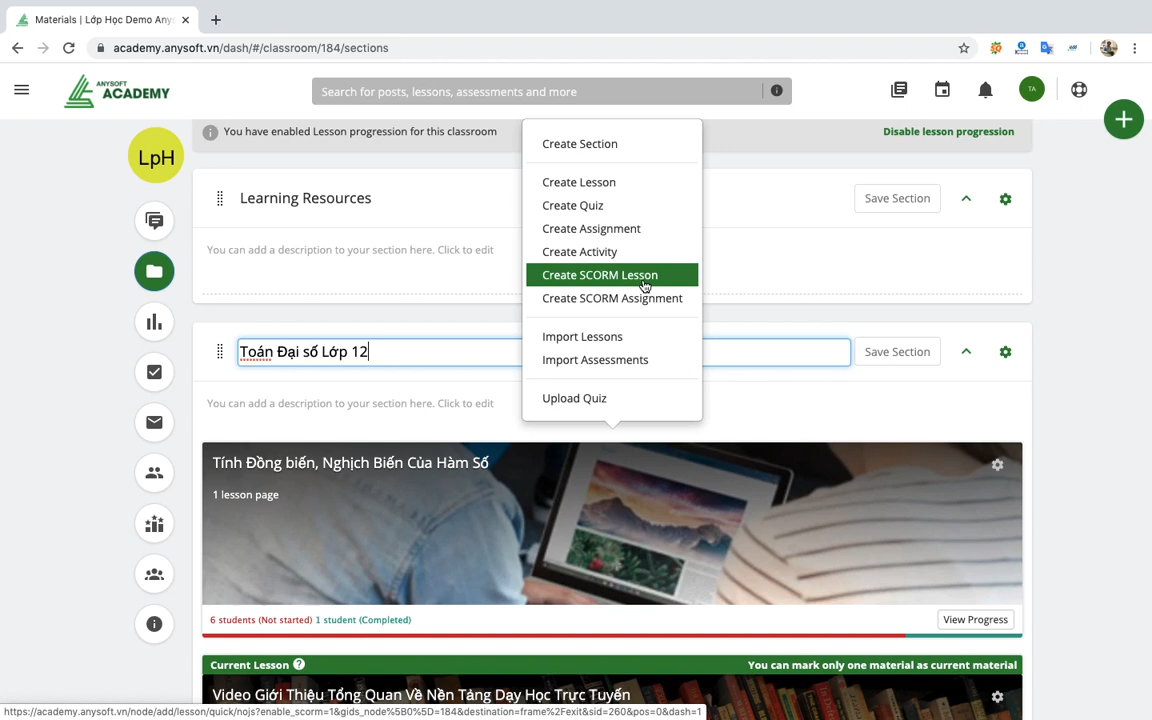 Materials | Lớp Học Demo Any
academy.anysoft.vn/dash/#/classroom/184/sections
ANYSOFT
ACADEMY
Search for posts, lessons, assessments and more
TA
LpH
You have enabled Lesson progression for this classroom
Disable lesson progression
Learning Resources
Save Section
You can add a description to your section here. Click to edit
Create Section
Create Lesson
Create Quiz
Create Assignment
Create Activity
Create SCORM Lesson
Create SCORM Assignment
Import Lessons
Import Assessments
Upload Quiz
Toán Đại số Lớp 12
Save Section
You can add a description to your section here. Click to edit
Tính Đồng biến, Nghịch Biến Của Hàm Số
1 lesson page
6 students (Not started) 1 student (Completed)
View Progress
Current Lesson ?
You can mark only one material as current material
Video Giới Thiệu Tổng Quan Về Nền Tảng Dạy Học Trực Tuyến
https://academy.anysoft.vn/node/add/lesson/quick/nojs?enable_scorm=1&gids_node%5B0%5D=184&destination=frame%2Fexit&sid=260&pos=0&dash=1